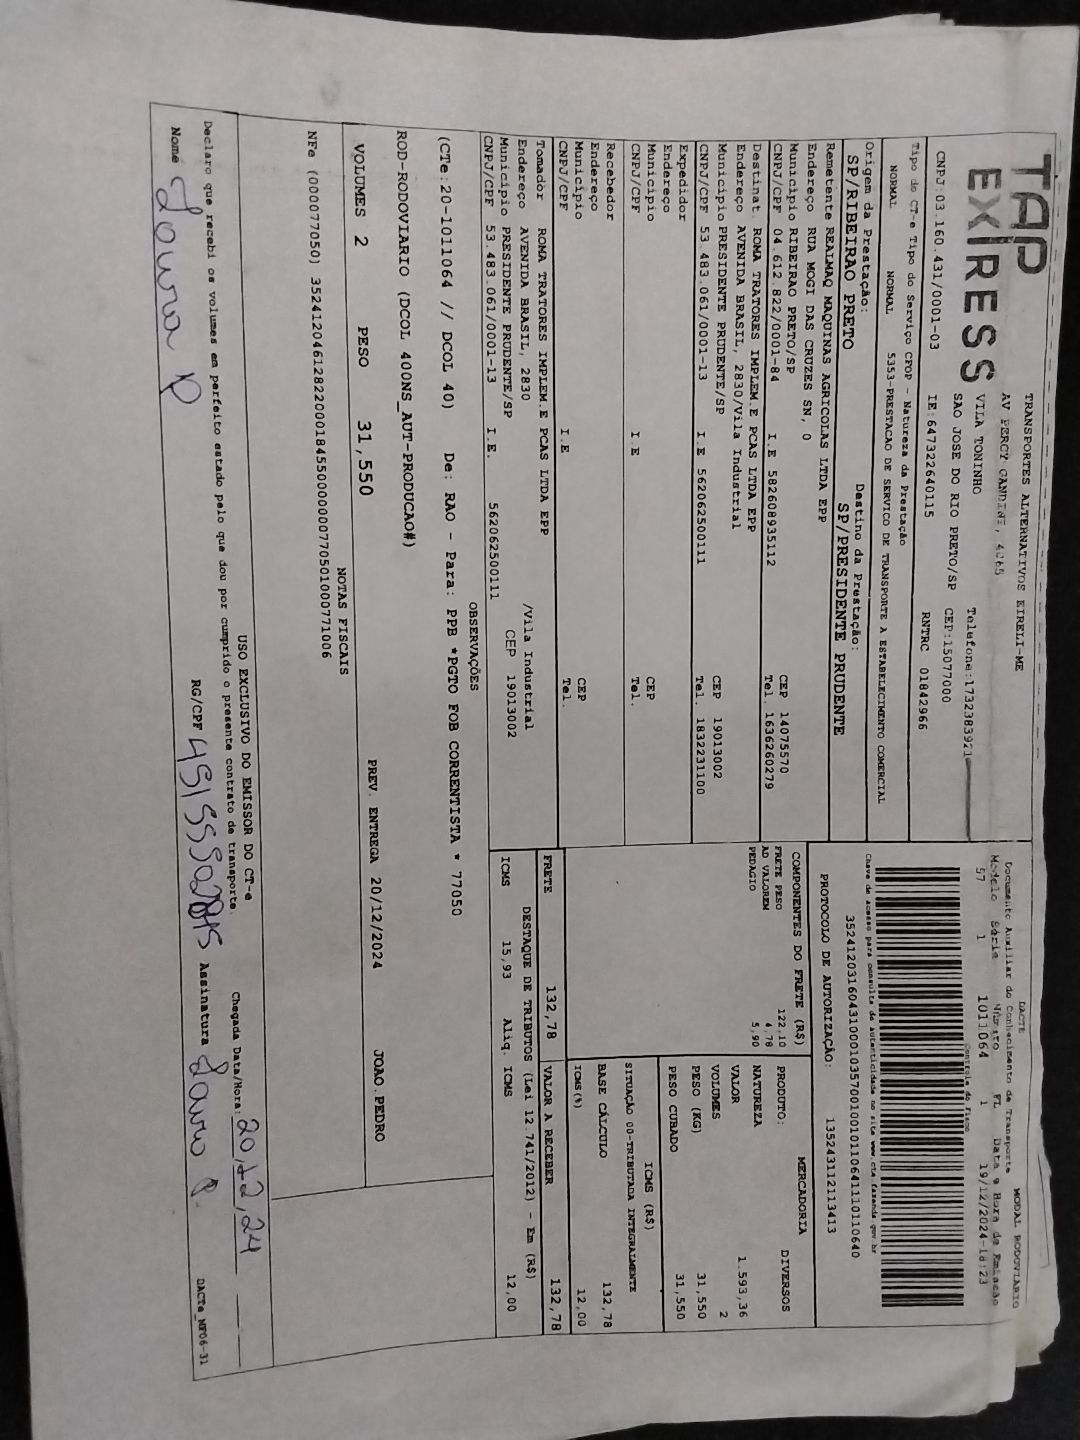 TAP
EXPRESS
TRANSPORTES ALTERNATIVOS EIRELI-ME
AV PERCY GANDINI, 4265
VILA TONINHO
Telefone:1732383921
SAO JOSE DO RIO PRETO/SP CEP:15077000
CNPJ:03.160.431/0001-03 IE:647322640115 RNTRC 01842966
DACTE MODAL RODOVIARIO
Documento Auxiliar do Conhecimento de Transporte
Modelo Série Número FL Data e Hora de Emissão
57 1 1011064 1 19/12/2024-18:23
Controle do Fisco
Chave de acesso para consulta de autenticidade no site www.cte.fazenda.gov.br
35241203160431000103570010010110641110110640
PROTOCOLO DE AUTORIZAÇÃO: 135243112113413
Tipo do CT-e Tipo do Serviço CFOP - Natureza da Prestação
NORMAL NORMAL 5353-PRESTACAO DE SERVICO DE TRANSPORTE A ESTABELECIMENTO COMERCIAL
Origem da Prestação: Destino da Prestação:
SP/RIBEIRAO PRETO SP/PRESIDENTE PRUDENTE
Remetente REALMAQ MAQUINAS AGRICOLAS LTDA EPP
Endereço RUA MOGI DAS CRUZES SN, 0
Município RIBEIRAO PRETO/SP CEP 14075570
CNPJ/CPF 04.612.822/0001-84 I.E 582608935112 Tel. 1636260279
Destinat. ROMA TRATORES IMPLEM.E PCAS LTDA EPP
Endereço AVENIDA BRASIL, 2830/Vila Industrial
Município PRESIDENTE PRUDENTE/SP CEP 19013002
CNPJ/CPF 53.483.061/0001-13 I.E 562062500111 Tel. 1832231100
Expedidor
Endereço
Município CEP
CNPJ/CPF I.E Tel.
Recebedor
Endereço
Município CEP
CNPJ/CPF I.E Tel.
Tomador ROMA TRATORES IMPLEM.E PCAS LTDA EPP
Endereço AVENIDA BRASIL, 2830 /Vila Industrial
Município PRESIDENTE PRUDENTE/SP CEP 19013002
CNPJ/CPF 53.483.061/0001-13 I.E. 562062500111
COMPONENTES DO FRETE (R$)
FRETE PESO 122,10
AD VALOREM 4,78
PEDAGIO 5,90
MERCADORIA
PRODUTO: DIVERSOS
NATUREZA
VALOR 1.593,36
VOLUMES 2
PESO (KG) 31,550
PESO CUBADO 31,550
ICMS (R$)
SITUAÇÃO 00-TRIBUTADA INTEGRALMENTE
BASE CÁLCULO 132,78
ICMS(%) 12,00
FRETE 132,78 VALOR A RECEBER 132,78
DESTAQUE DE TRIBUTOS (Lei 12.741/2012) - Em (R$)
ICMS 15,93 Aliq. ICMS 12,00
OBSERVAÇÕES
(CTe:20-1011064 // DCOL 40) De: RAO - Para: PPB *PGTO FOB CORRENTISTA * 77050
ROD-RODOVIARIO (DCOL 400NS_AUT-PRODUCAO#)
VOLUMES 2 PESO 31,550 PREV. ENTREGA 20/12/2024 JOAO.PEDRO
NOTAS FISCAIS
NFe (000077050) 35241204612822000184550000000770501000771006
USO EXCLUSIVO DO EMISSOR DO CT-e
Declaro que recebi os volumes em perfeito estado pelo que dou por cumprido o presente contrato de transporte.
Chegada Data/Hora: 20/12/24
Nome RG/CPF Assinatura
DACTe_MF06-31